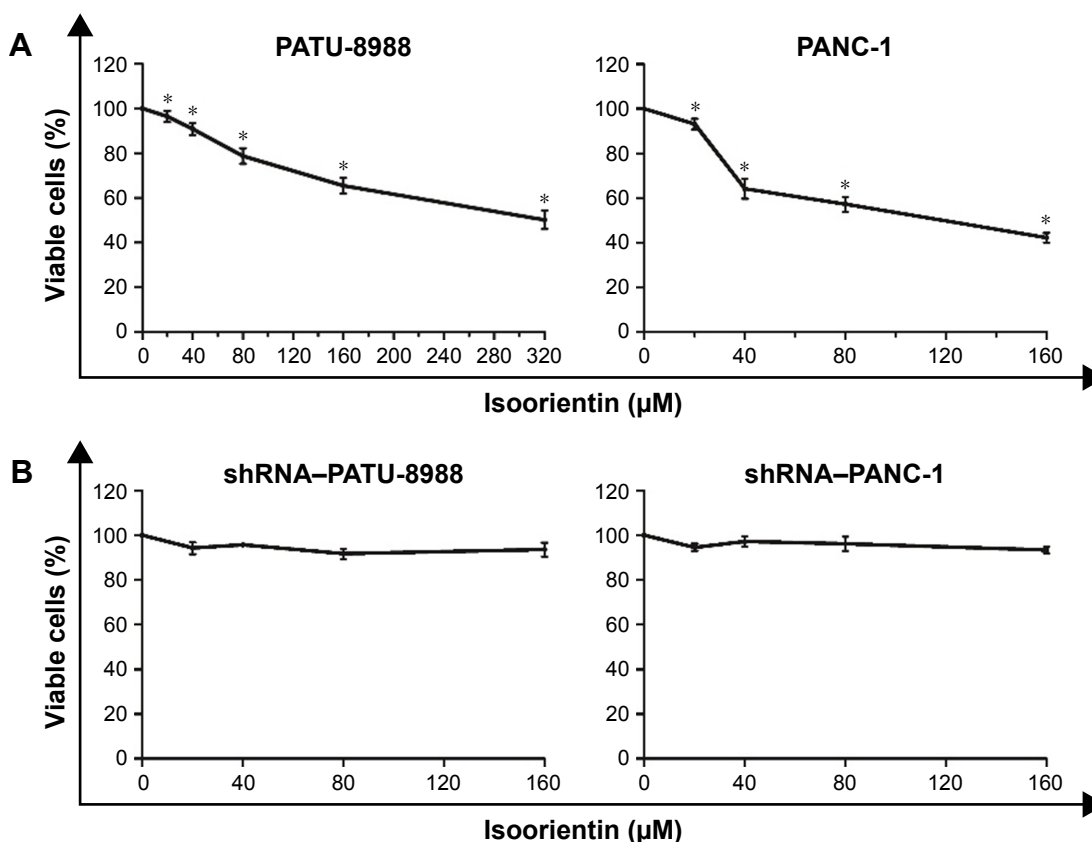 A
PATU-8988
PANC-1
Viable cells (%)
120
100
80
60
40
20
0
* * * * *
0 40 80 120 160 200 240 280 320
120
100
80
60
40
20
0
* * * *
0 40 80 120 160
Isoorientin (µM)
B
shRNA–PATU-8988
shRNA–PANC-1
Viable cells (%)
120
100
80
60
40
20
0
0 40 80 120 160
120
100
80
60
40
20
0
0 40 80 120 160
Isoorientin (µM)